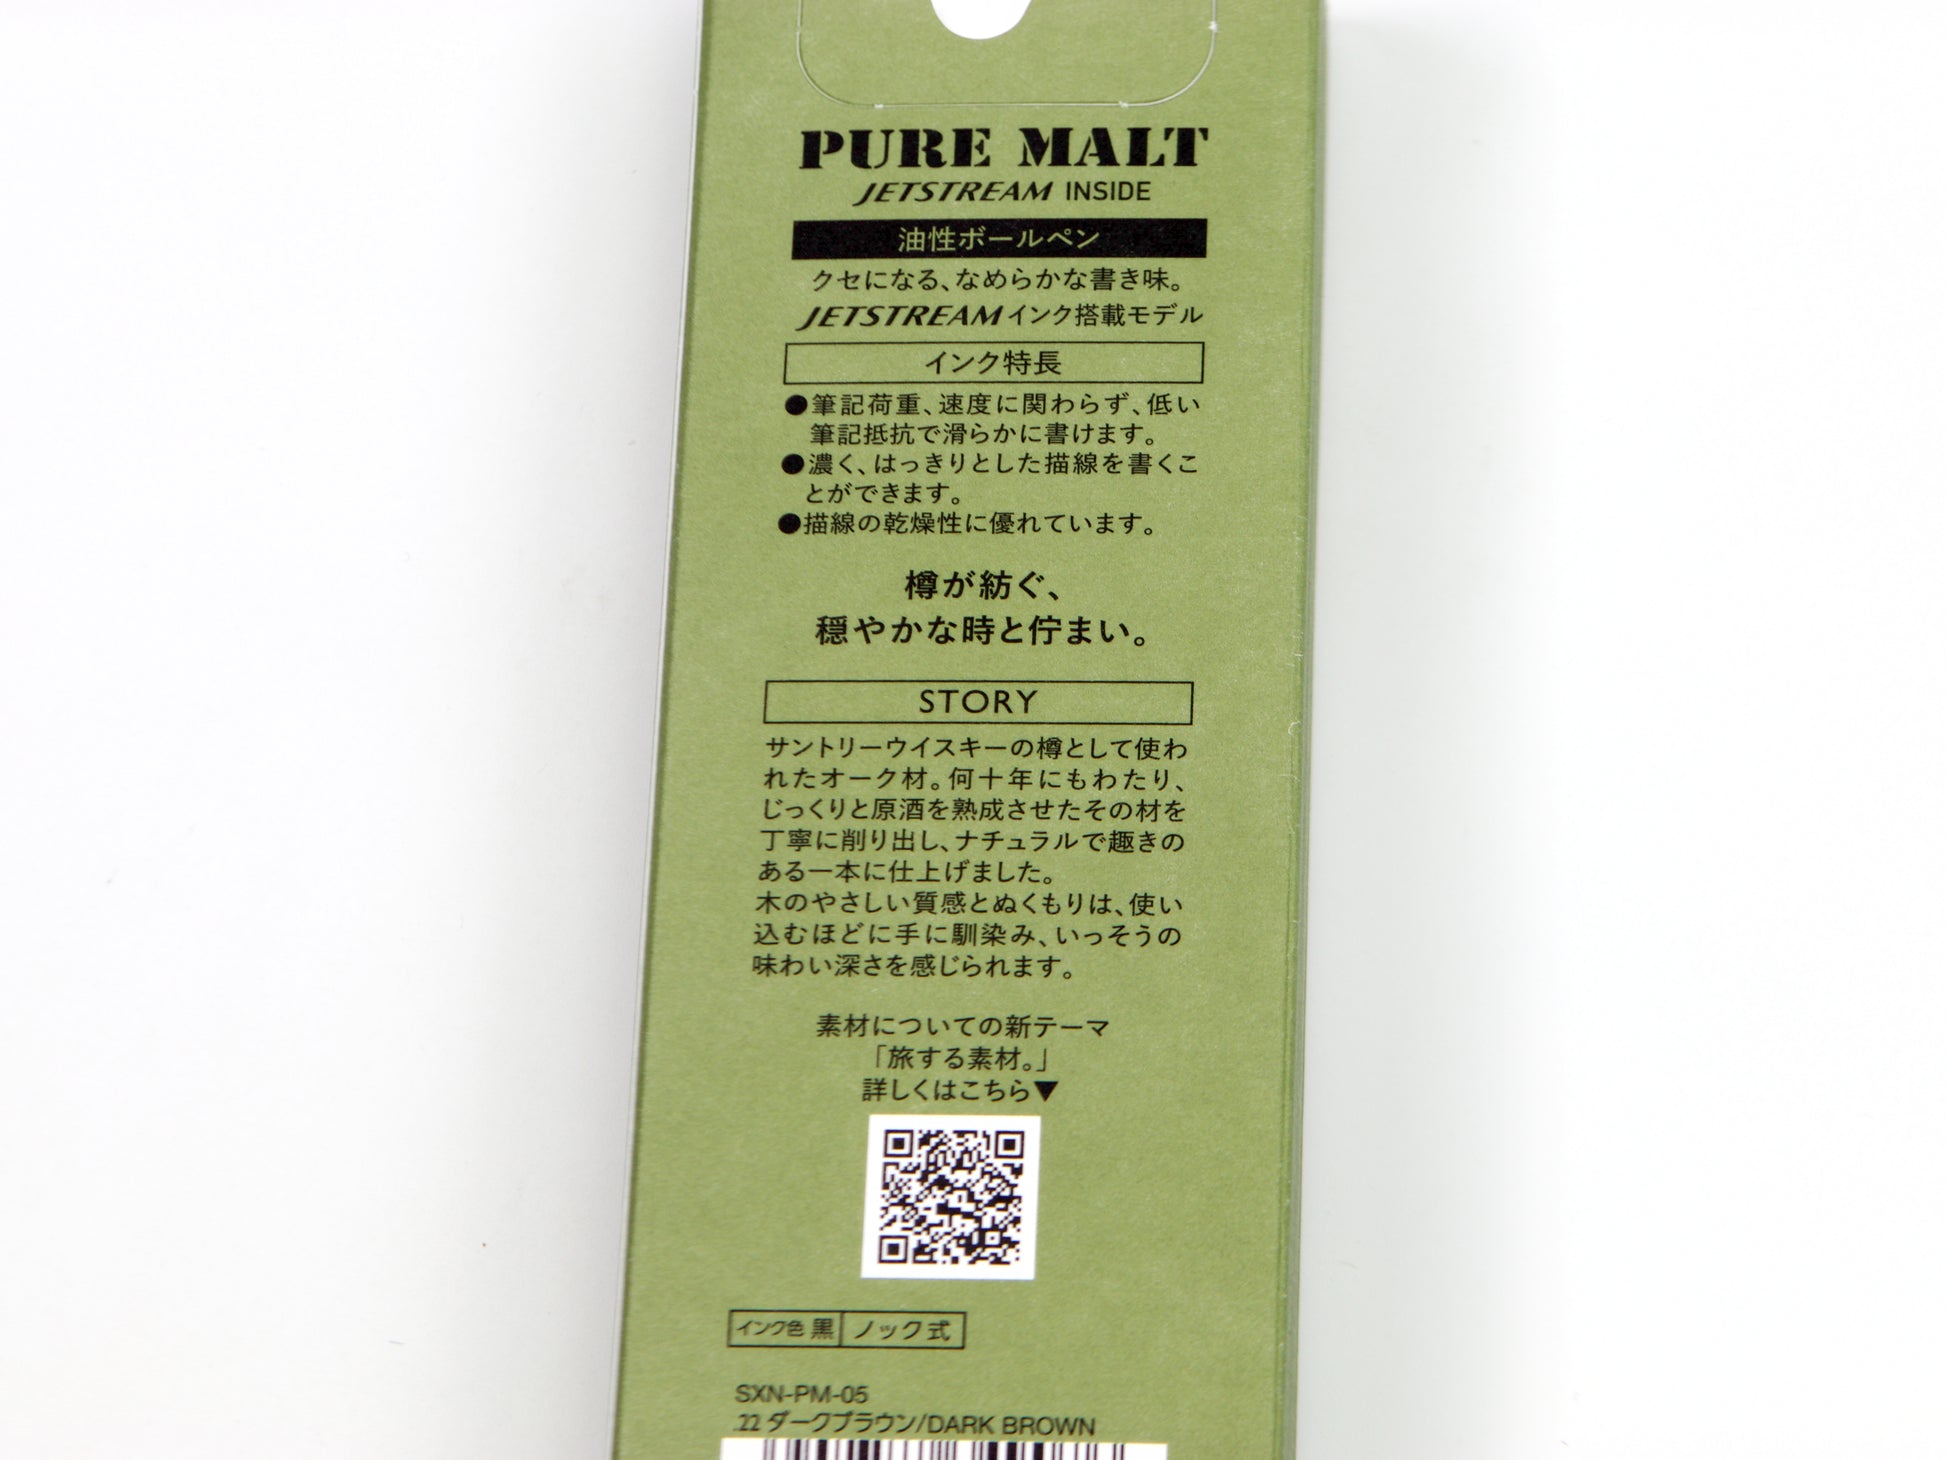 PURE MALT
JETSTREAM INSIDE
油性ボールペン
クセになる、なめらかな書き味。
JETSTREAMインク搭載モデル
インク特長
●筆記荷重、速度に関わらず、低い
筆記抵抗で滑らかに書けます。
●濃く、はっきりとした描線を書くこ
とができます。
●描線の乾燥性に優れています。
樽が紡ぐ、
穏やかな時と佇まい。
STORY
サントリーウイスキーの樽として使わ
れたオーク材。何十年にもわたり、
じっくりと原酒を熟成させたその材を
丁寧に削り出し、ナチュラルで趣きの
ある一本に仕上げました。
木のやさしい質感とぬくもりは、使い
込むほどに手に馴染み、いっそうの
味わい深さを感じられます。
素材についての新テーマ
「旅する素材。」
詳しくはこちら▼
インク色 黒 ノック式
SXN-PM-05
.22 ダークブラウン/DARK BROWN